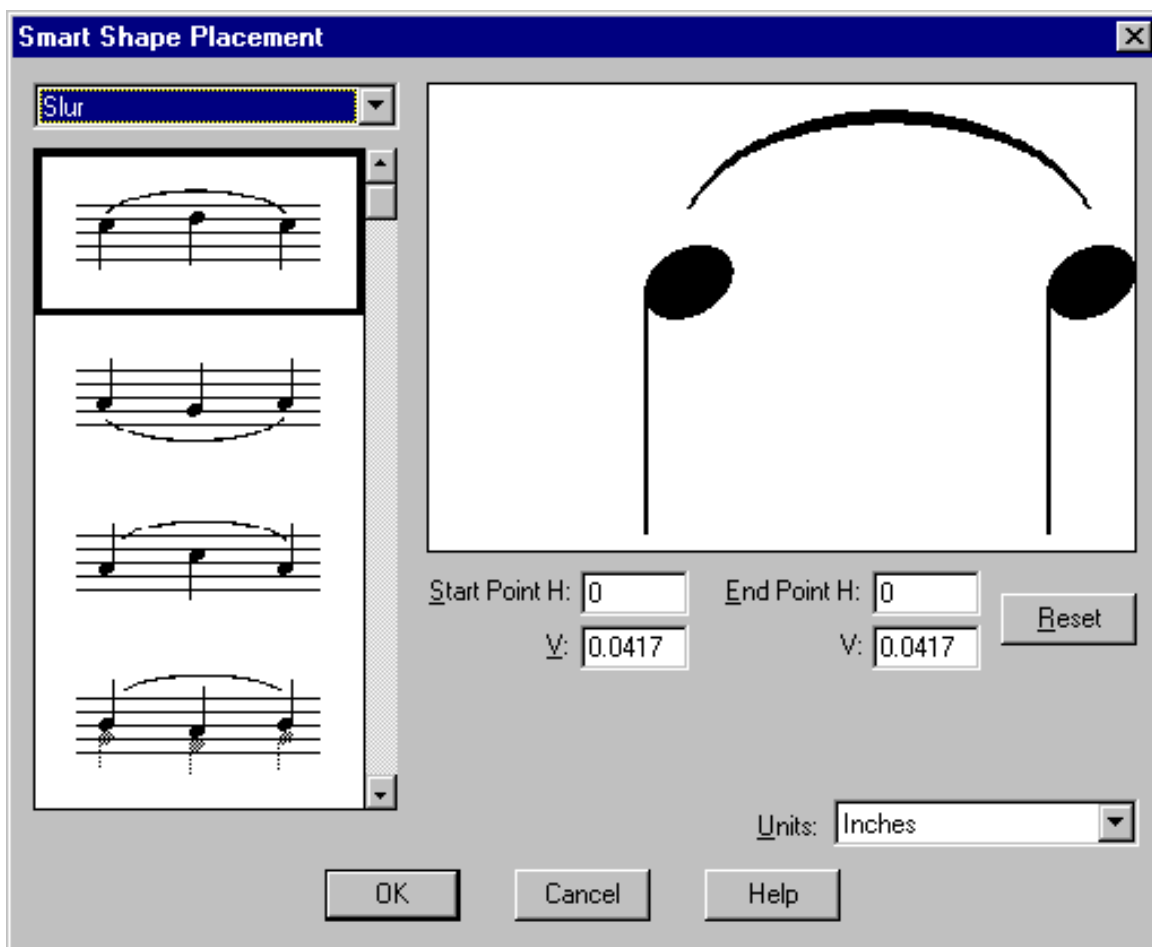 Smart Shape Placement
Slur
Start Point H: 0 End Point H: 0
V: 0.0417 V: 0.0417
Reset
Units: Inches
OK Cancel Help